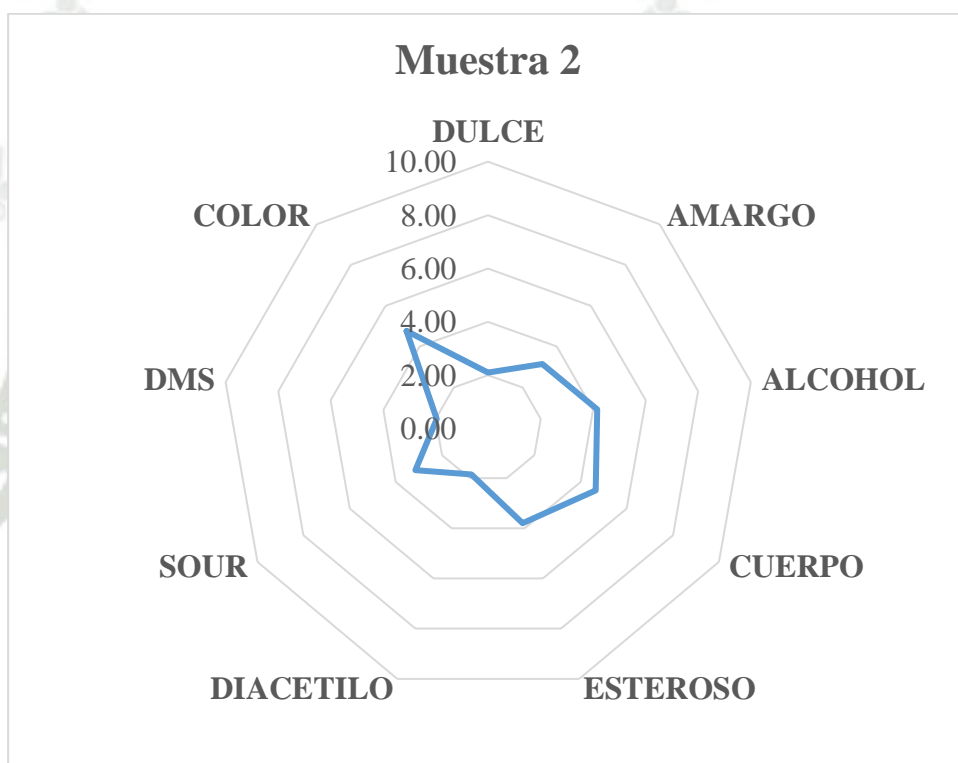 Muestra 2
DULCE
10.00
8.00
6.00
4.00
2.00
0.00
AMARGO
ALCOHOL
CUERPO
ESTEROSO
DIACETILO
SOUR
DMS
COLOR